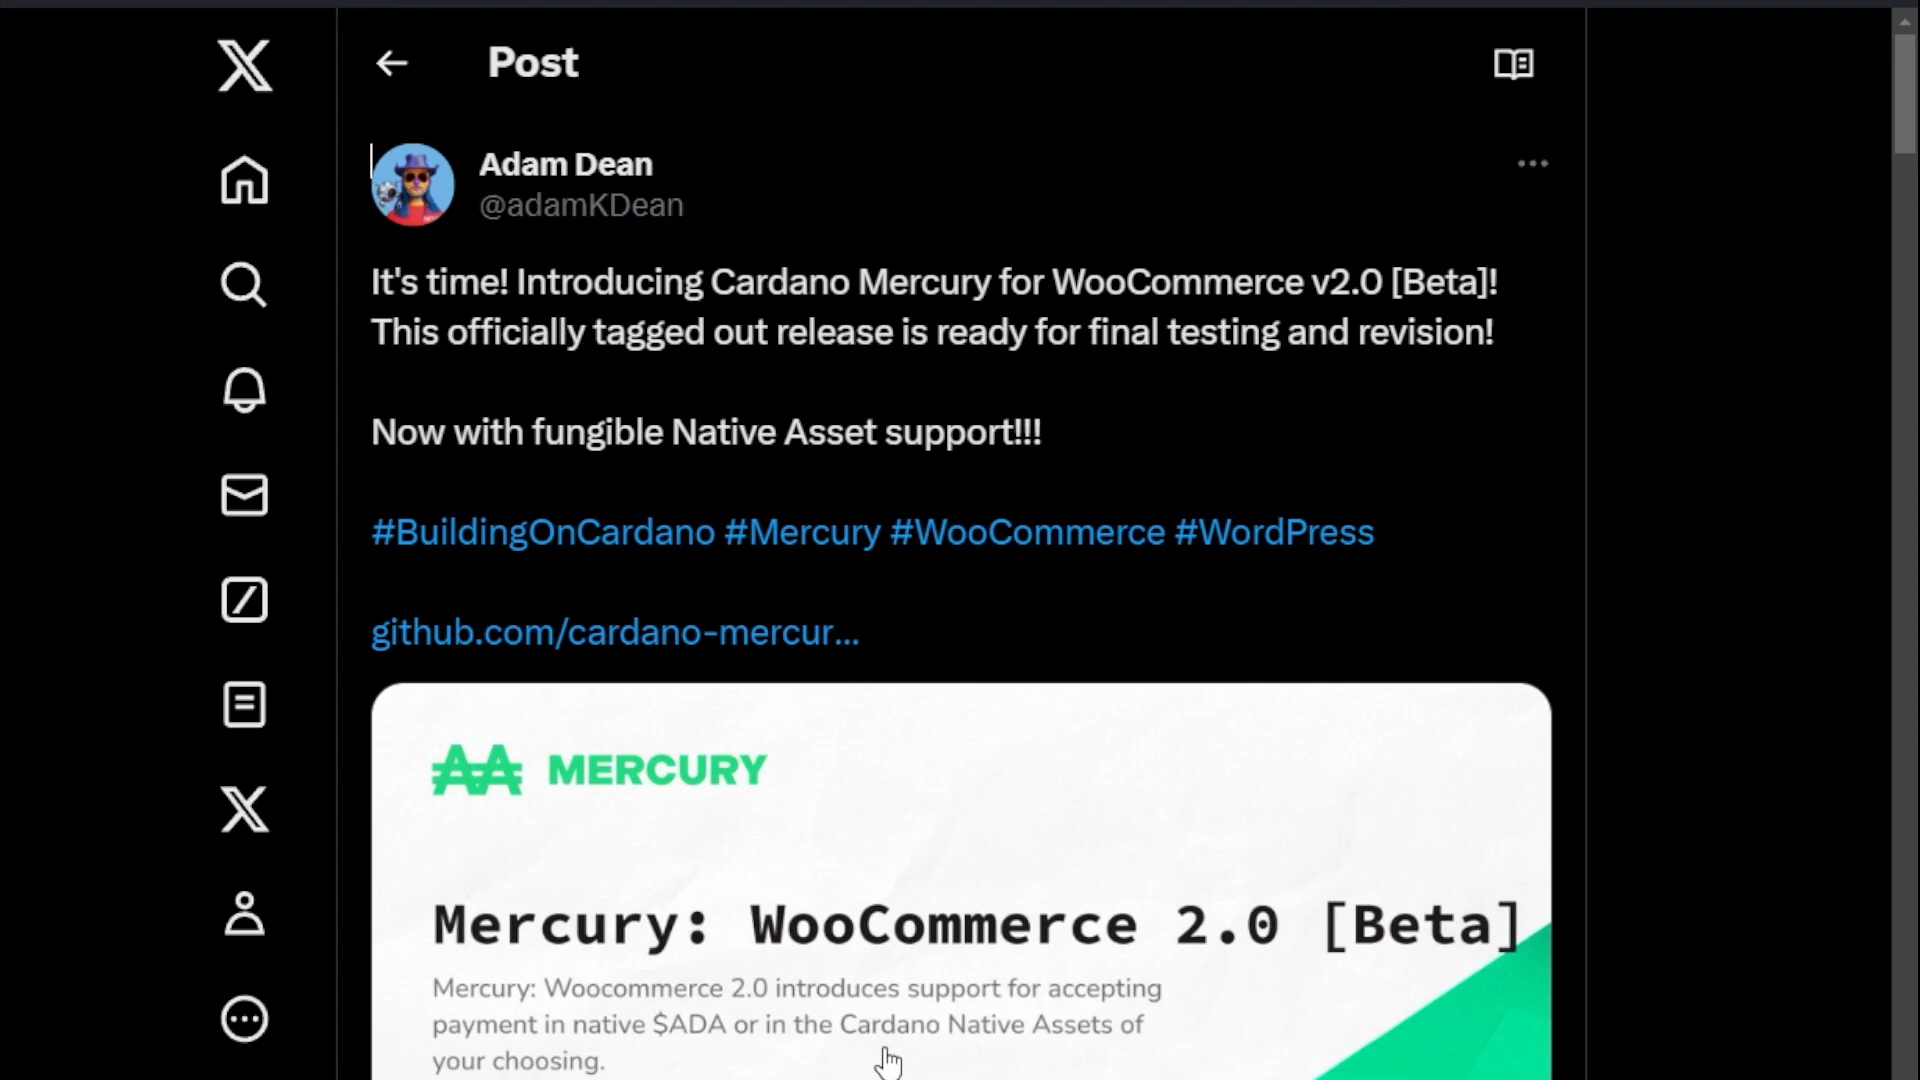 Post
Adam Dean
@adamKDean
It's time! Introducing Cardano Mercury for WooCommerce v2.0 [Beta]!
This officially tagged out release is ready for final testing and revision!
Now with fungible Native Asset support!!!
#BuildingOnCardano #Mercury #WooCommerce #WordPress
github.com/cardano-mercur...
MERCURY
Mercury: WooCommerce 2.0 [Beta]
Mercury: Woocommerce 2.0 introduces support for accepting
payment in native $ADA or in the Cardano Native Assets of
your choosing.